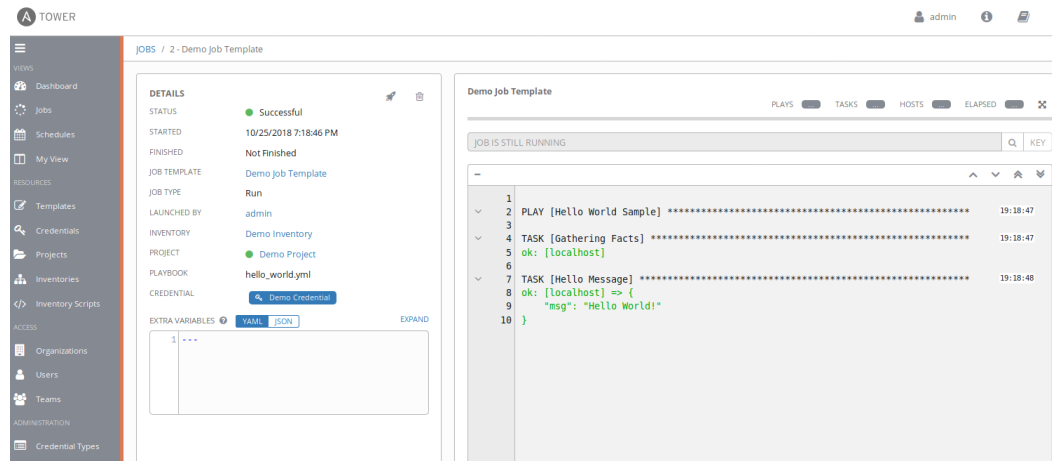 A TOWER
admin
JOBS / 2 - Demo Job Template
VIEWS
Dashboard
Jobs
Schedules
My View
RESOURCES
Templates
Credentials
Projects
Inventories
Inventory Scripts
ACCESS
Organizations
Users
Teams
ADMINISTRATION
Credential Types
DETAILS
STATUS Successful
STARTED 10/25/2018 7:18:46 PM
FINISHED Not Finished
JOB TEMPLATE Demo Job Template
JOB TYPE Run
LAUNCHED BY admin
INVENTORY Demo Inventory
PROJECT Demo Project
PLAYBOOK hello_world.yml
CREDENTIAL Demo Credential
EXTRA VARIABLES ? YAML JSON EXPAND
1 ---
Demo Job Template
PLAYS ... TASKS ... HOSTS ... ELAPSED ...
JOB IS STILL RUNNING KEY
1
2 PLAY [Hello World Sample] ****************************************************** 19:18:47
3
4 TASK [Gathering Facts] ********************************************************* 19:18:47
5 ok: [localhost]
6
7 TASK [Hello Message] *********************************************************** 19:18:48
8 ok: [localhost] => {
9 "msg": "Hello World!"
10 }